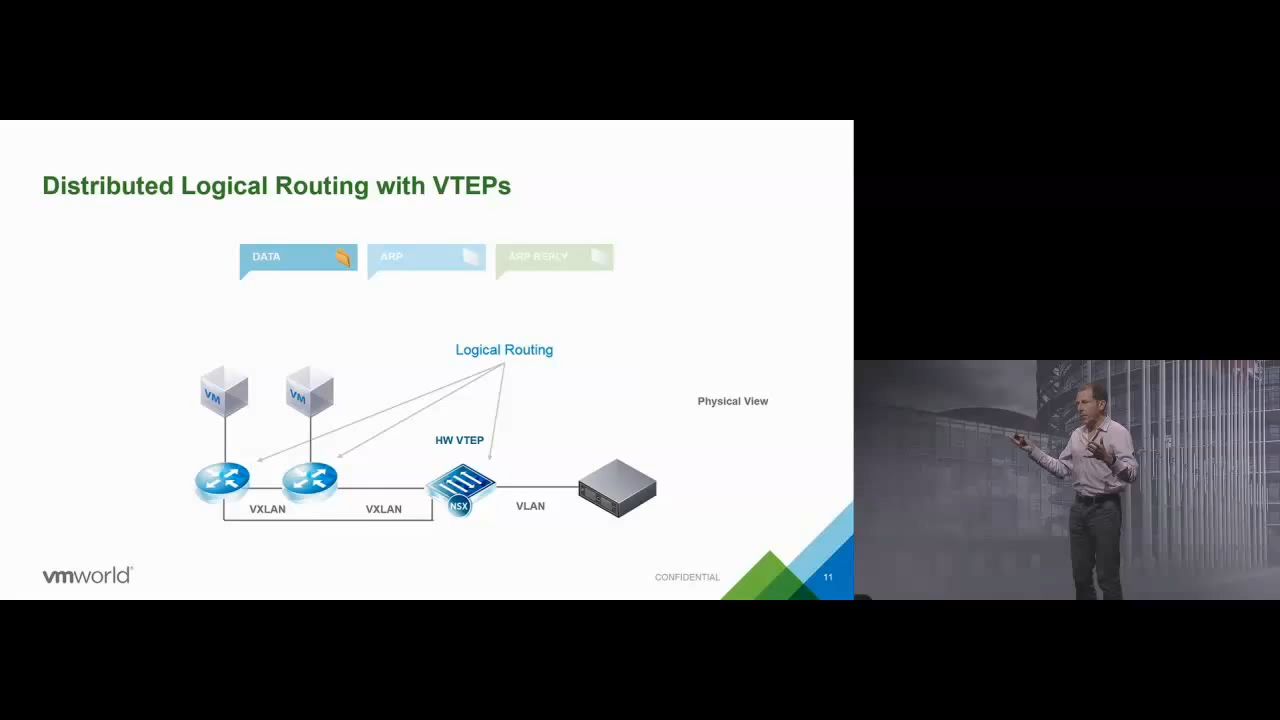 Distributed Logical Routing with VTEPs
DATA
ARP
ARP REPLY
Logical Routing
VM
VM
Physical View
HW VTEP
NSX
VXLAN
VXLAN
VLAN
vmworld
CONFIDENTIAL
11